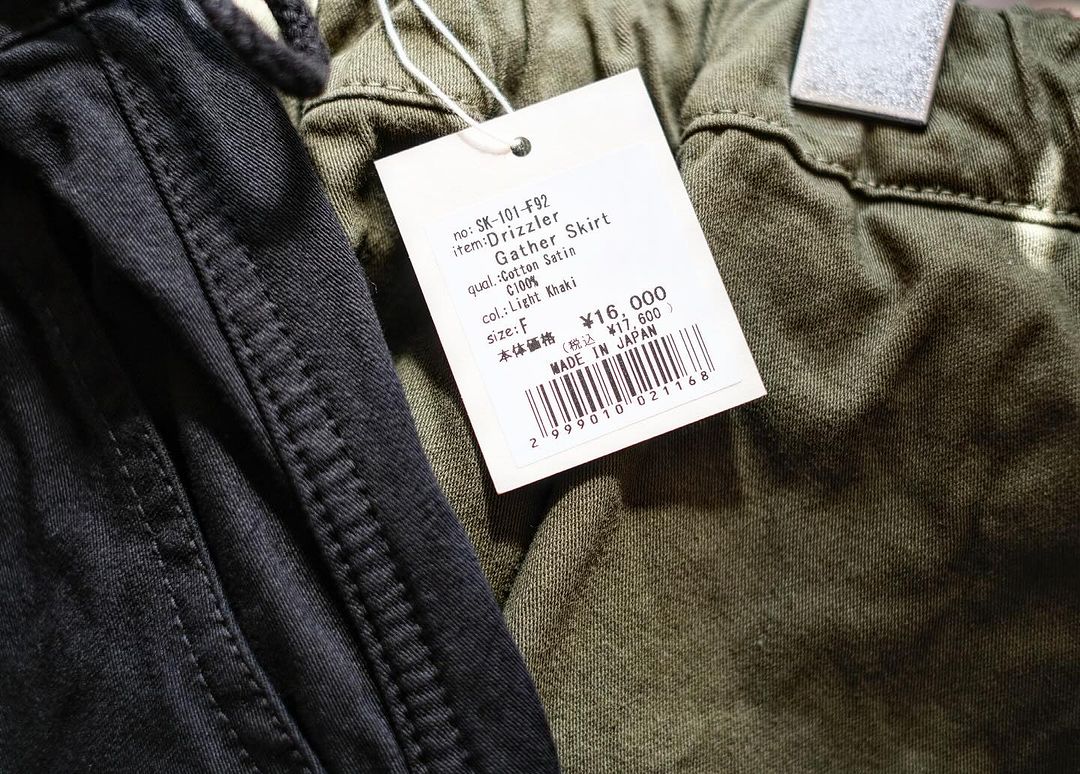 no: SK-101-F92
item:Drizzler
Gather Skirt
qual.:Cotton Satin
C100%
col.:Light Khaki
size:F
本体価格 ¥16,000
(税込 ¥17,600 )
MADE IN JAPAN
2 999010 021168